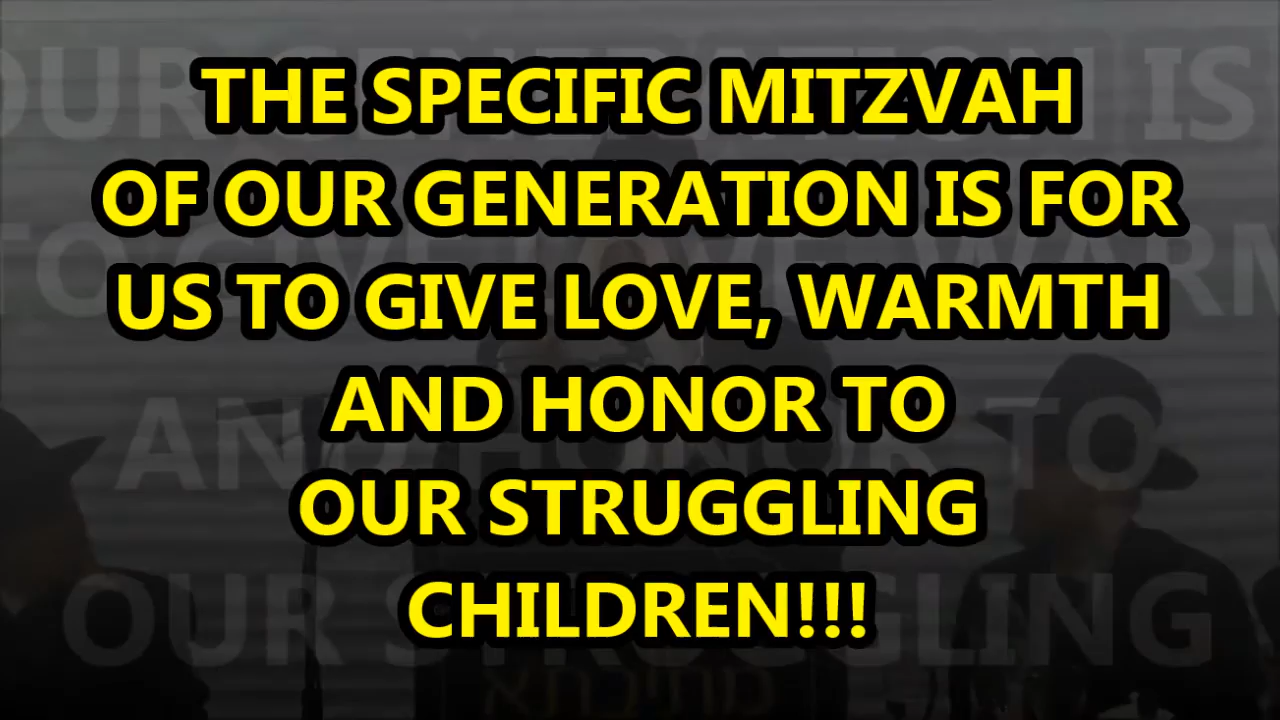 THE SPECIFIC MITZVAH
OF OUR GENERATION IS FOR
US TO GIVE LOVE, WARMTH
AND HONOR TO
OUR STRUGGLING
CHILDREN!!!